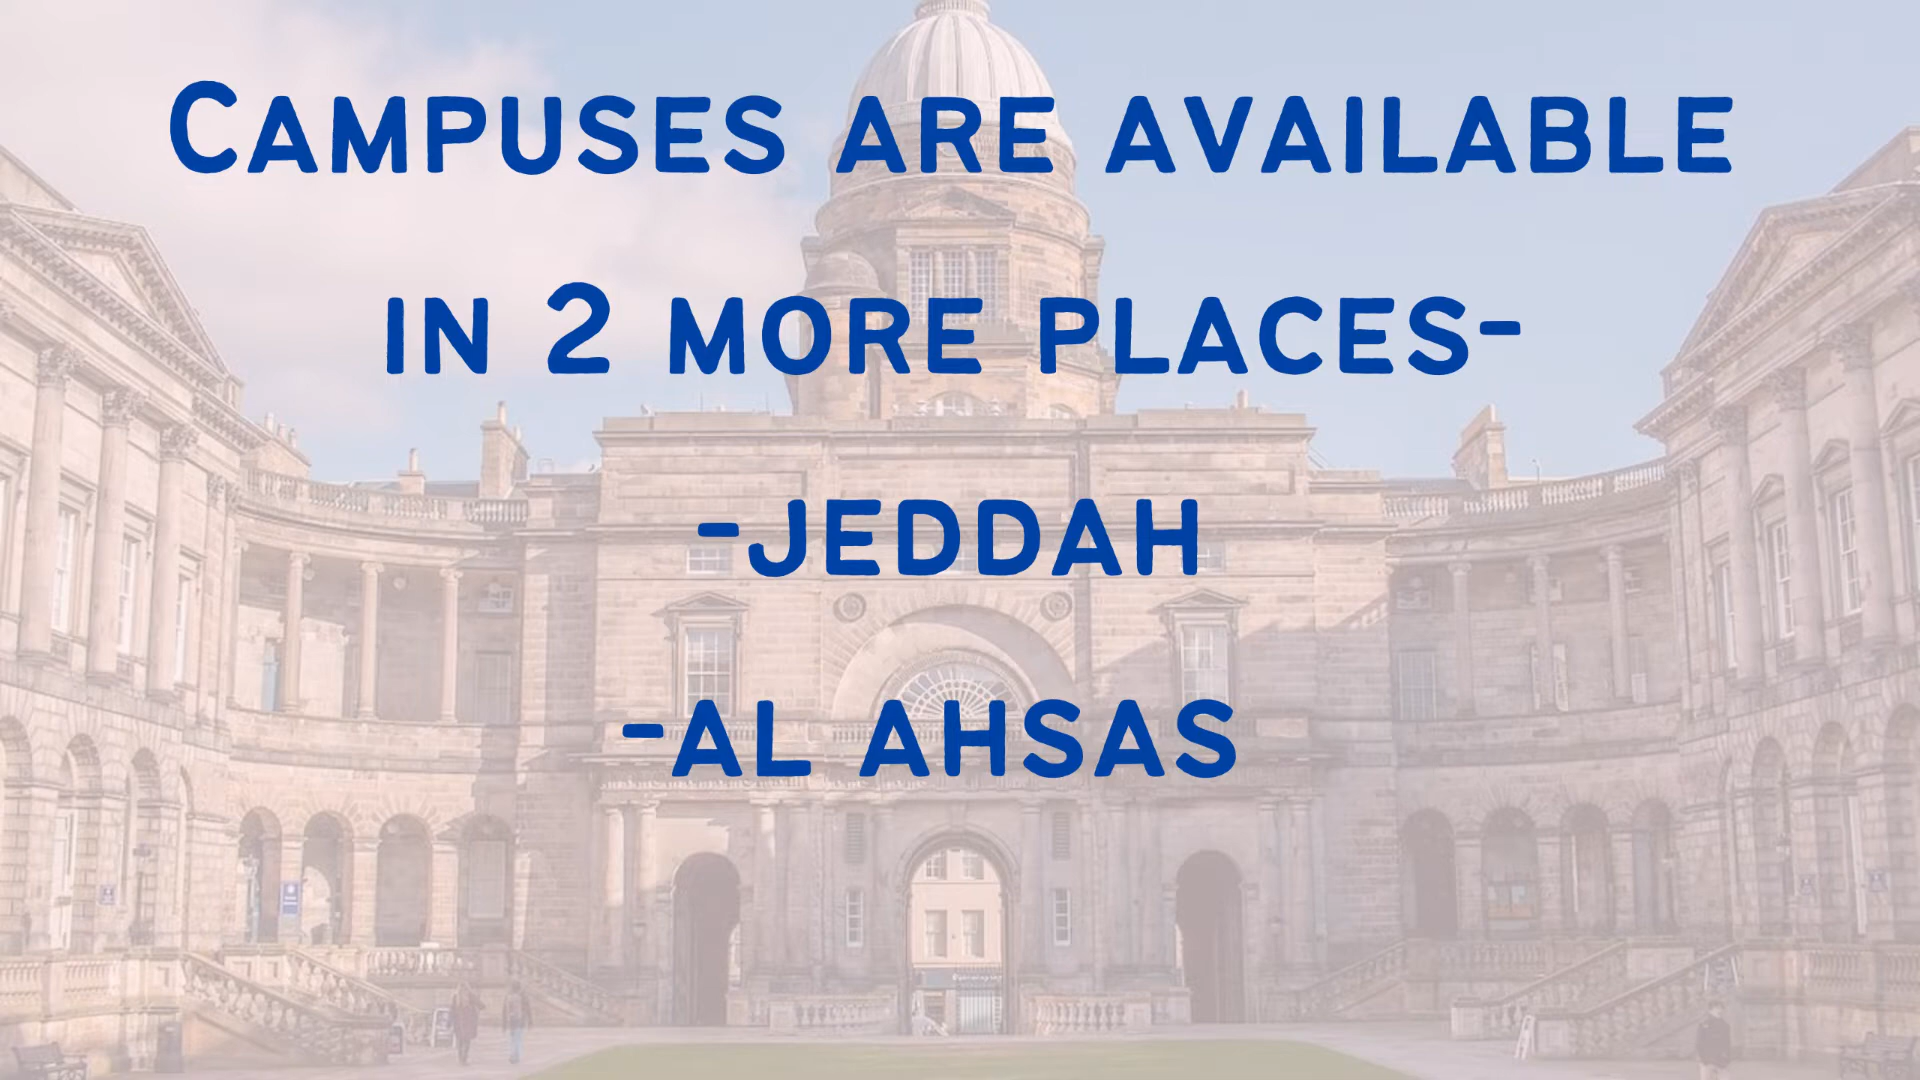 Campuses are available
in 2 more places-
-Jeddah
-Al Ahsas